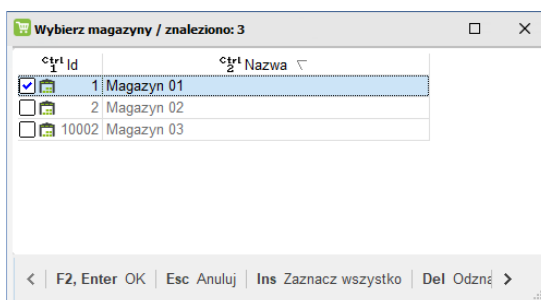 Wybierz magazyny / znaleziono: 3
Ctrl 1 Id Ctrl 2 Nazwa
1 Magazyn 01
2 Magazyn 02
10002 Magazyn 03
F2, Enter OK Esc Anuluj Ins Zaznacz wszystko Del Odzna